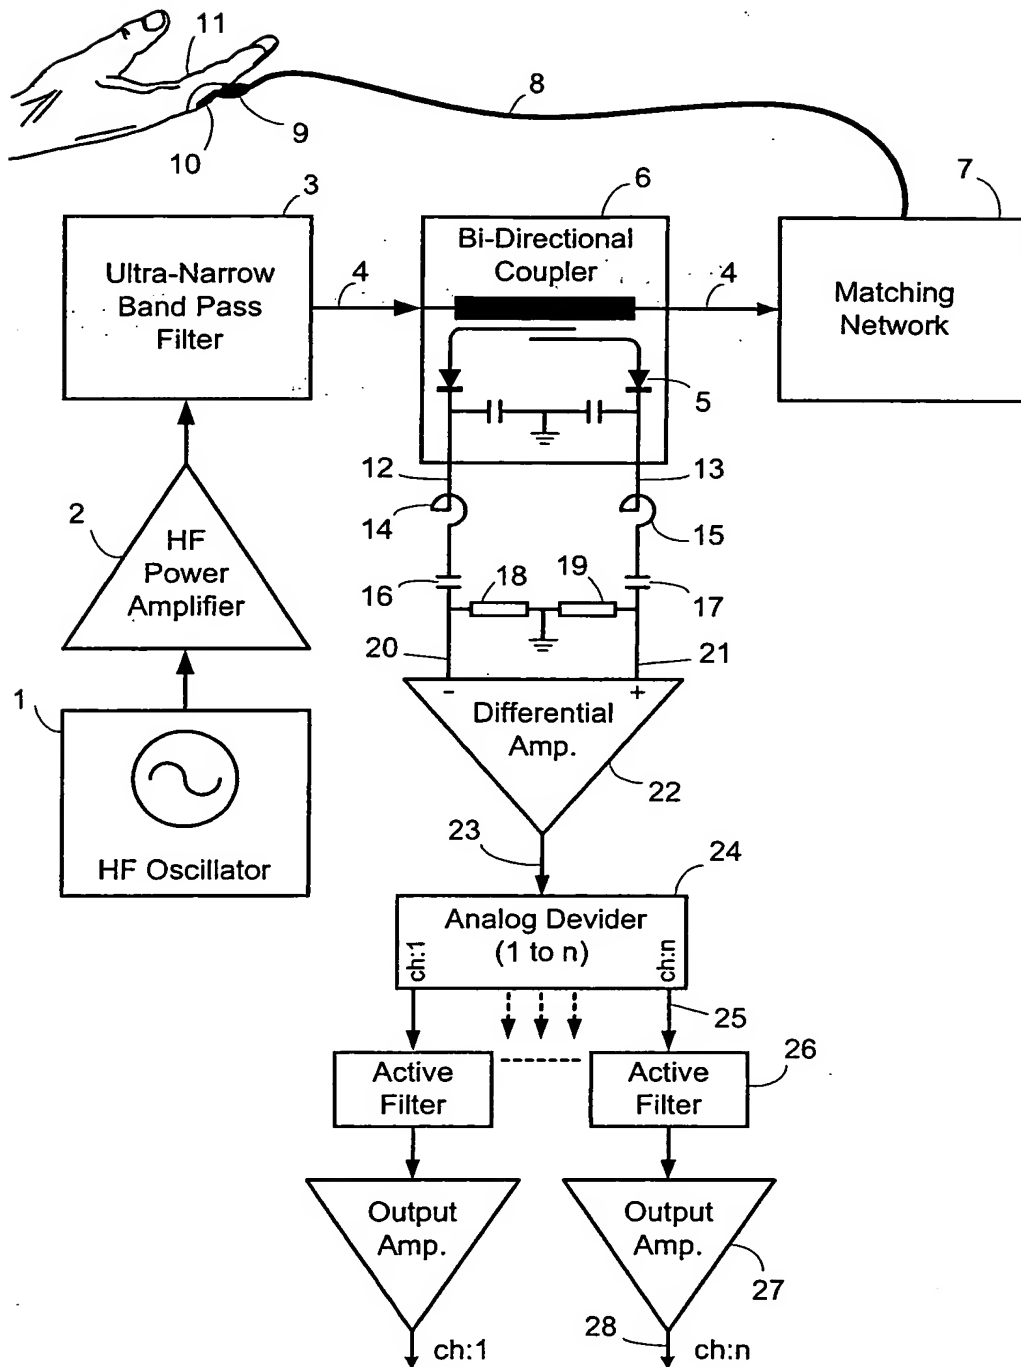 11
8
9
10
7
3
6
Ultra-Narrow
Band Pass
Filter
4
Bi-Directional
Coupler
4
Matching
Network
5
12
13
2
HF
Power
Amplifier
14
15
16
18
19
17
20
21
1
HF Oscillator
- +
Differential
Amp.
22
23
24
Analog Devider
(1 to n)
ch:1
ch:n
25
26
Active
Filter
Active
Filter
Output
Amp.
Output
Amp.
27
28
ch:1
ch:n